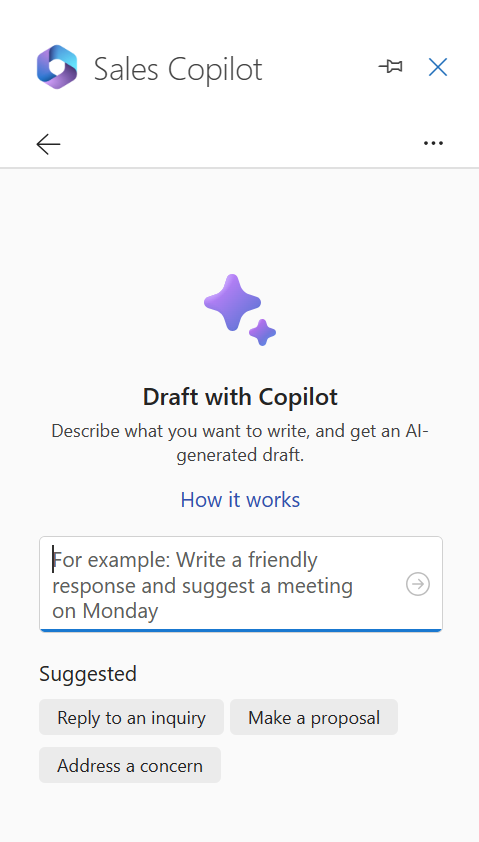 Sales Copilot
Draft with Copilot
Describe what you want to write, and get an AI-
generated draft.
How it works
For example: Write a friendly
response and suggest a meeting
on Monday
Suggested
Reply to an inquiry
Make a proposal
Address a concern